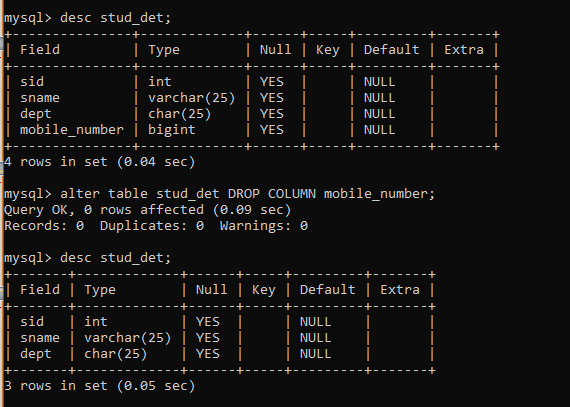 mysql> desc stud_det;
+---------------+-------------+------+-----+---------+-------+
| Field         | Type        | Null | Key | Default | Extra |
+---------------+-------------+------+-----+---------+-------+
| sid           | int         | YES  |     | NULL    |       |
| sname         | varchar(25) | YES  |     | NULL    |       |
| dept          | char(25)    | YES  |     | NULL    |       |
| mobile_number | bigint      | YES  |     | NULL    |       |
+---------------+-------------+------+-----+---------+-------+
4 rows in set (0.04 sec)
mysql> alter table stud_det DROP COLUMN mobile_number;
Query OK, 0 rows affected (0.09 sec)
Records: 0  Duplicates: 0  Warnings: 0
mysql> desc stud_det;
+-------+-------------+------+-----+---------+-------+
| Field | Type        | Null | Key | Default | Extra |
+-------+-------------+------+-----+---------+-------+
| sid   | int         | YES  |     | NULL    |       |
| sname | varchar(25) | YES  |     | NULL    |       |
| dept  | char(25)    | YES  |     | NULL    |       |
+-------+-------------+------+-----+---------+-------+
3 rows in set (0.05 sec)